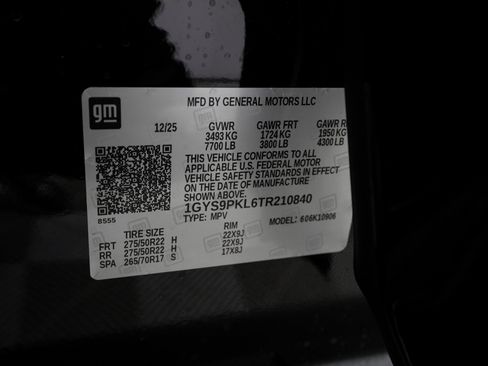 gm
MFD BY GENERAL MOTORS LLC
12/25 GVWR GAWR FRT GAWR R
3493 KG 1724 KG 1950 KG
7700 LB 3800 LB 4300 LB
THIS VEHICLE CONFORMS TO ALL
APPLICABLE U.S. FEDERAL MOTOR
VEHICLE SAFETY STANDARDS IN EFFECT
ON THE DATE OF MANUFACTURE
SHOWN ABOVE.
1GYS9PKL6TR210840
8555 TYPE: MPV MODEL: 6O6K10906
TIRE SIZE RIM
FRT 275/50R22 H 22X9J
RR 275/50R22 H 22X9J
SPA 265/70R17 S 17X8J